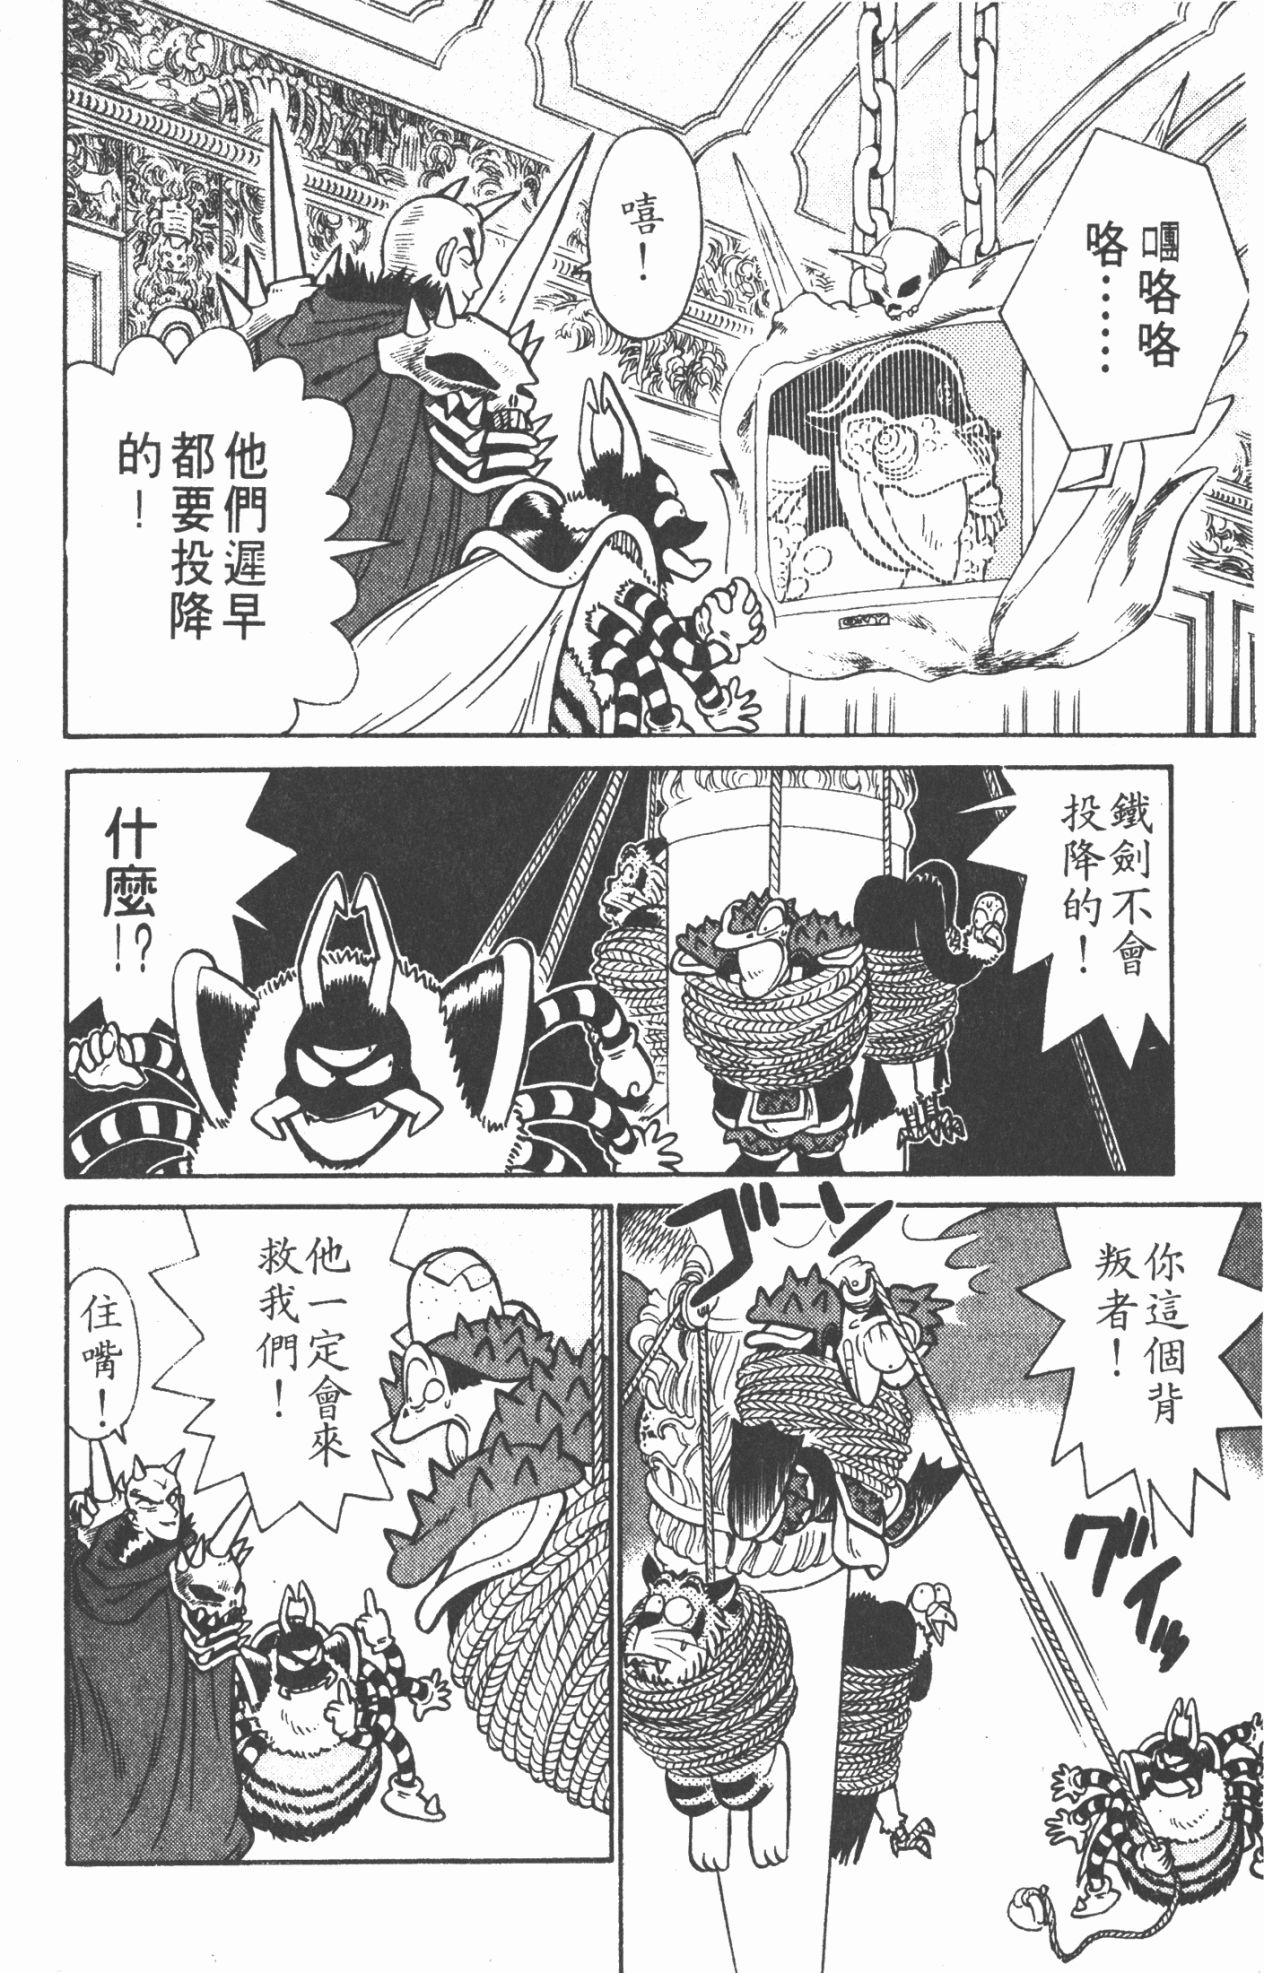 嘓咯咯
咯⋯⋯
嘻！
他們遲早
都要投降
的！
鐵劍不會
投降的！
什麼!?
你這個背
叛者！
ブン
グイッ
他一定會來
救我們！
住嘴！